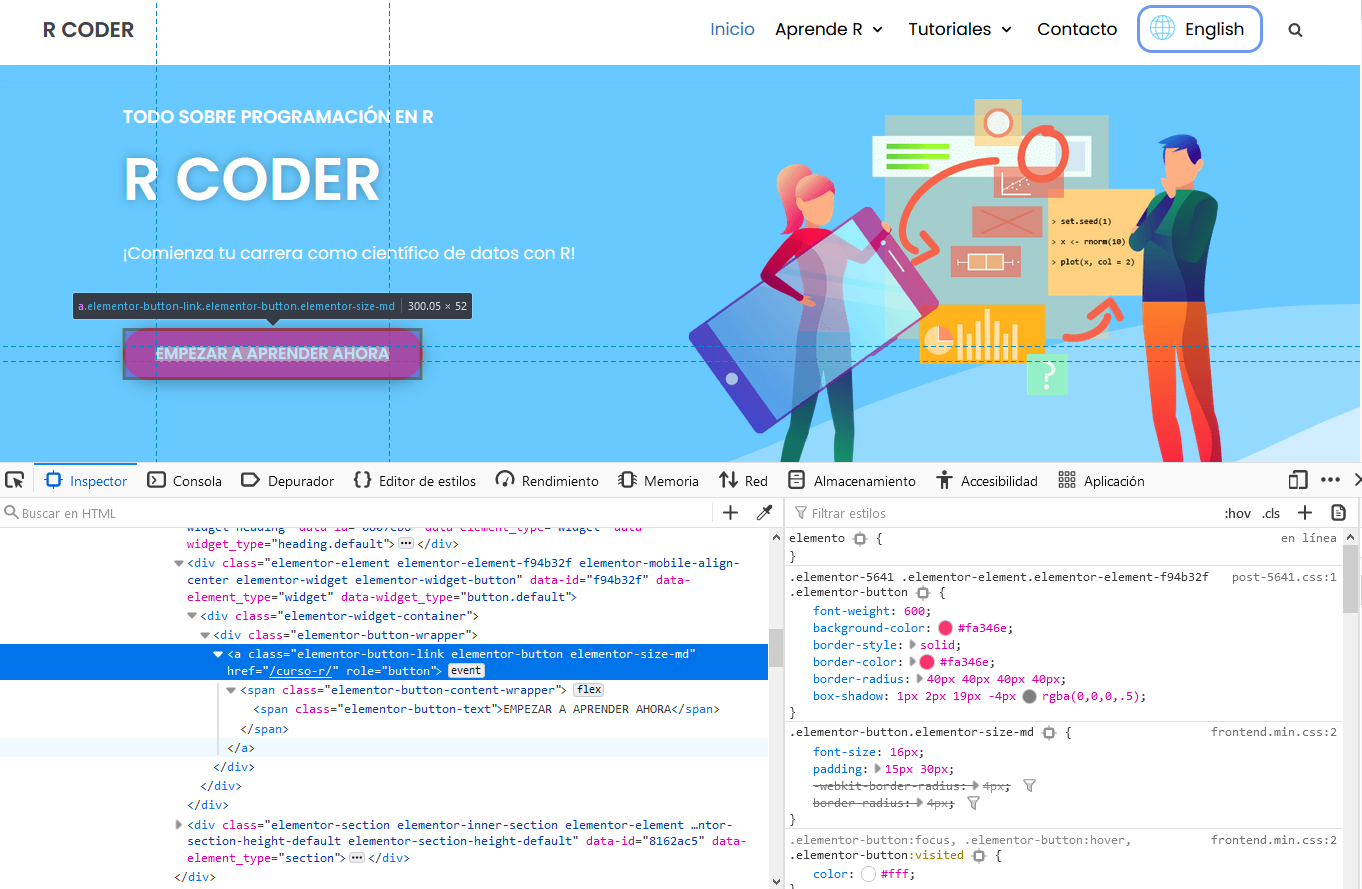 R CODER
Inicio Aprende R Tutoriales Contacto English
TODO SOBRE PROGRAMACIÓN EN R
R CODER
¡Comienza tu carrera como científico de datos con R!
> set.seed(1)
> x <- rnorm(10)
> plot(x, col = 2)
?
a.elementor-button-link.elementor-button.elementor-size-md 300.05 × 52
EMPEZAR A APRENDER AHORA
Inspector Consola Depurador Editor de estilos Rendimiento Memoria Red Almacenamiento Accesibilidad Aplicación
Buscar en HTML
widget-heading" data-id="6867eb6" data-element_type="widget" data-
widget_type="heading.default"> ••• </div>
<div class="elementor-element elementor-element-f94b32f elementor-mobile-align-
center elementor-widget elementor-widget-button" data-id="f94b32f" data-
element_type="widget" data-widget_type="button.default">
<div class="elementor-widget-container">
<div class="elementor-button-wrapper">
<a class="elementor-button-link elementor-button elementor-size-md"
href="/curso-r/" role="button"> event
<span class="elementor-button-content-wrapper"> flex
<span class="elementor-button-text">EMPEZAR A APRENDER AHORA</span>
</span>
</a>
</div>
</div>
</div>
<div class="elementor-section elementor-inner-section elementor-element …ntor-
section-height-default elementor-section-height-default" data-id="8162ac5" data-
element_type="section"> ••• </div>
</div>
Filtrar estilos :hov .cls
elemento { en línea
}
.elementor-5641 .elementor-element.elementor-element-f94b32f post-5641.css:1
.elementor-button {
font-weight: 600;
background-color: #fa346e;
border-style: solid;
border-color: #fa346e;
border-radius: 40px 40px 40px 40px;
box-shadow: 1px 2px 19px -4px rgba(0,0,0,.5);
}
.elementor-button.elementor-size-md { frontend.min.css:2
font-size: 16px;
padding: 15px 30px;
-webkit-border-radius: 4px;
border-radius: 4px;
}
.elementor-button:focus, .elementor-button:hover, frontend.min.css:2
.elementor-button:visited {
color: #fff;
}